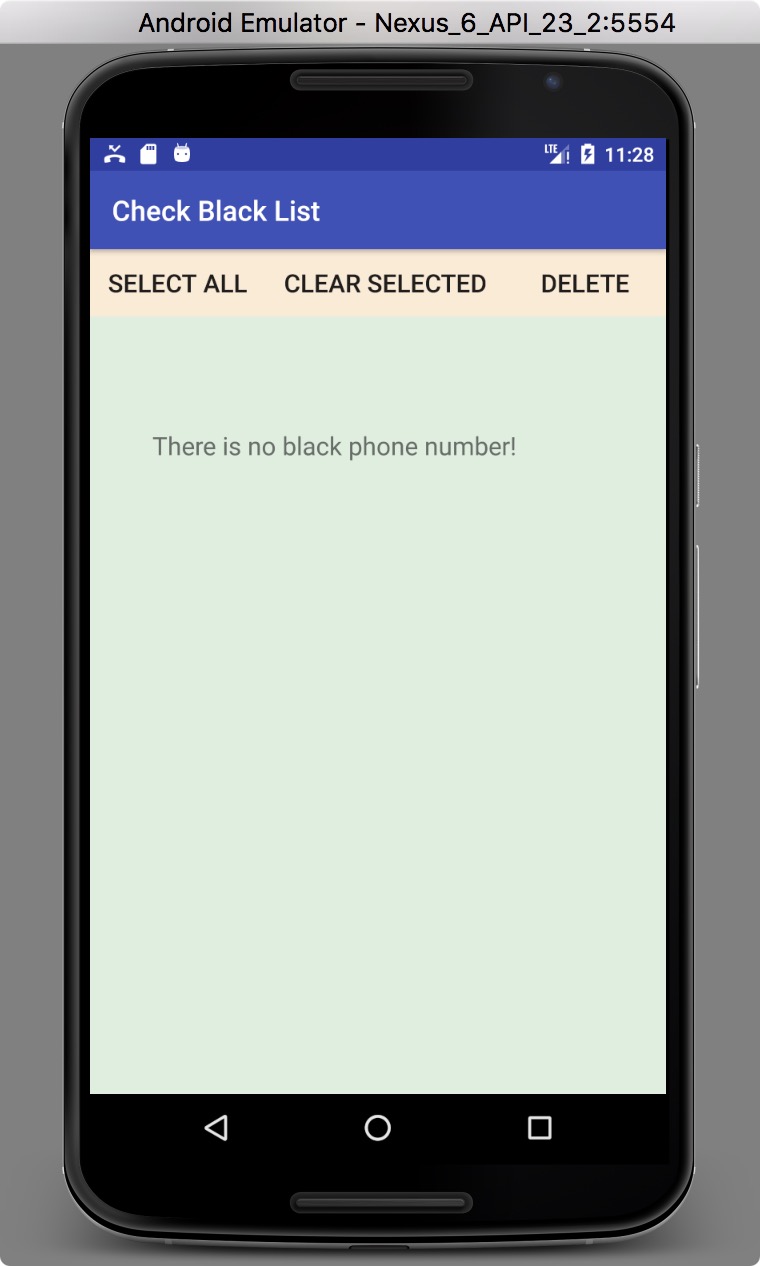 Android Emulator - Nexus_6_API_23_2:5554
LTE 11:28
Check Black List
SELECT ALL CLEAR SELECTED DELETE
There is no black phone number!